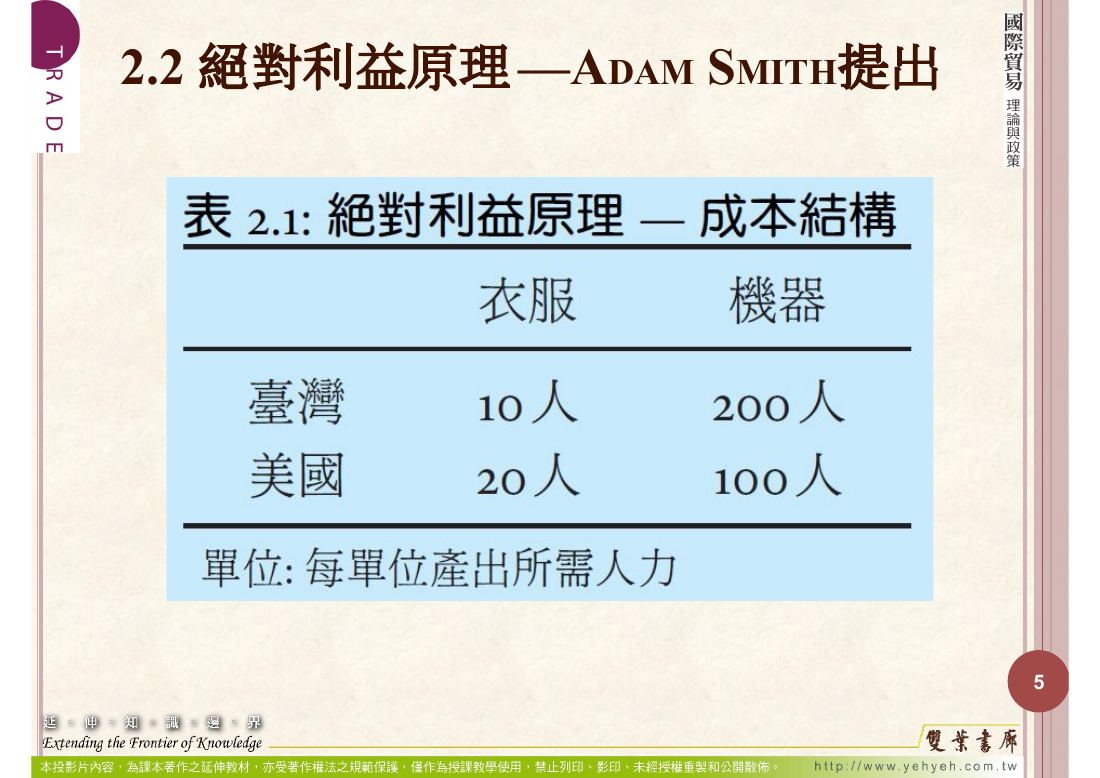 TRADE
2.2 絕對利益原理—ADAM SMITH提出
國際貿易 理論與政策
表 2.1: 絕對利益原理 — 成本結構
衣服 機器
臺灣 10人 200人
美國 20人 100人
單位: 每單位產出所需人力
5
延‧伸‧知‧識‧邊‧界
Extending the Frontier of Knowledge
雙葉書廊
本投影片內容,為課本著作之延伸教材,亦受著作權法之規範保護,僅作為授課教學使用,禁止列印、影印、未經授權重製和公開散佈。
http://www.yehyeh.com.tw